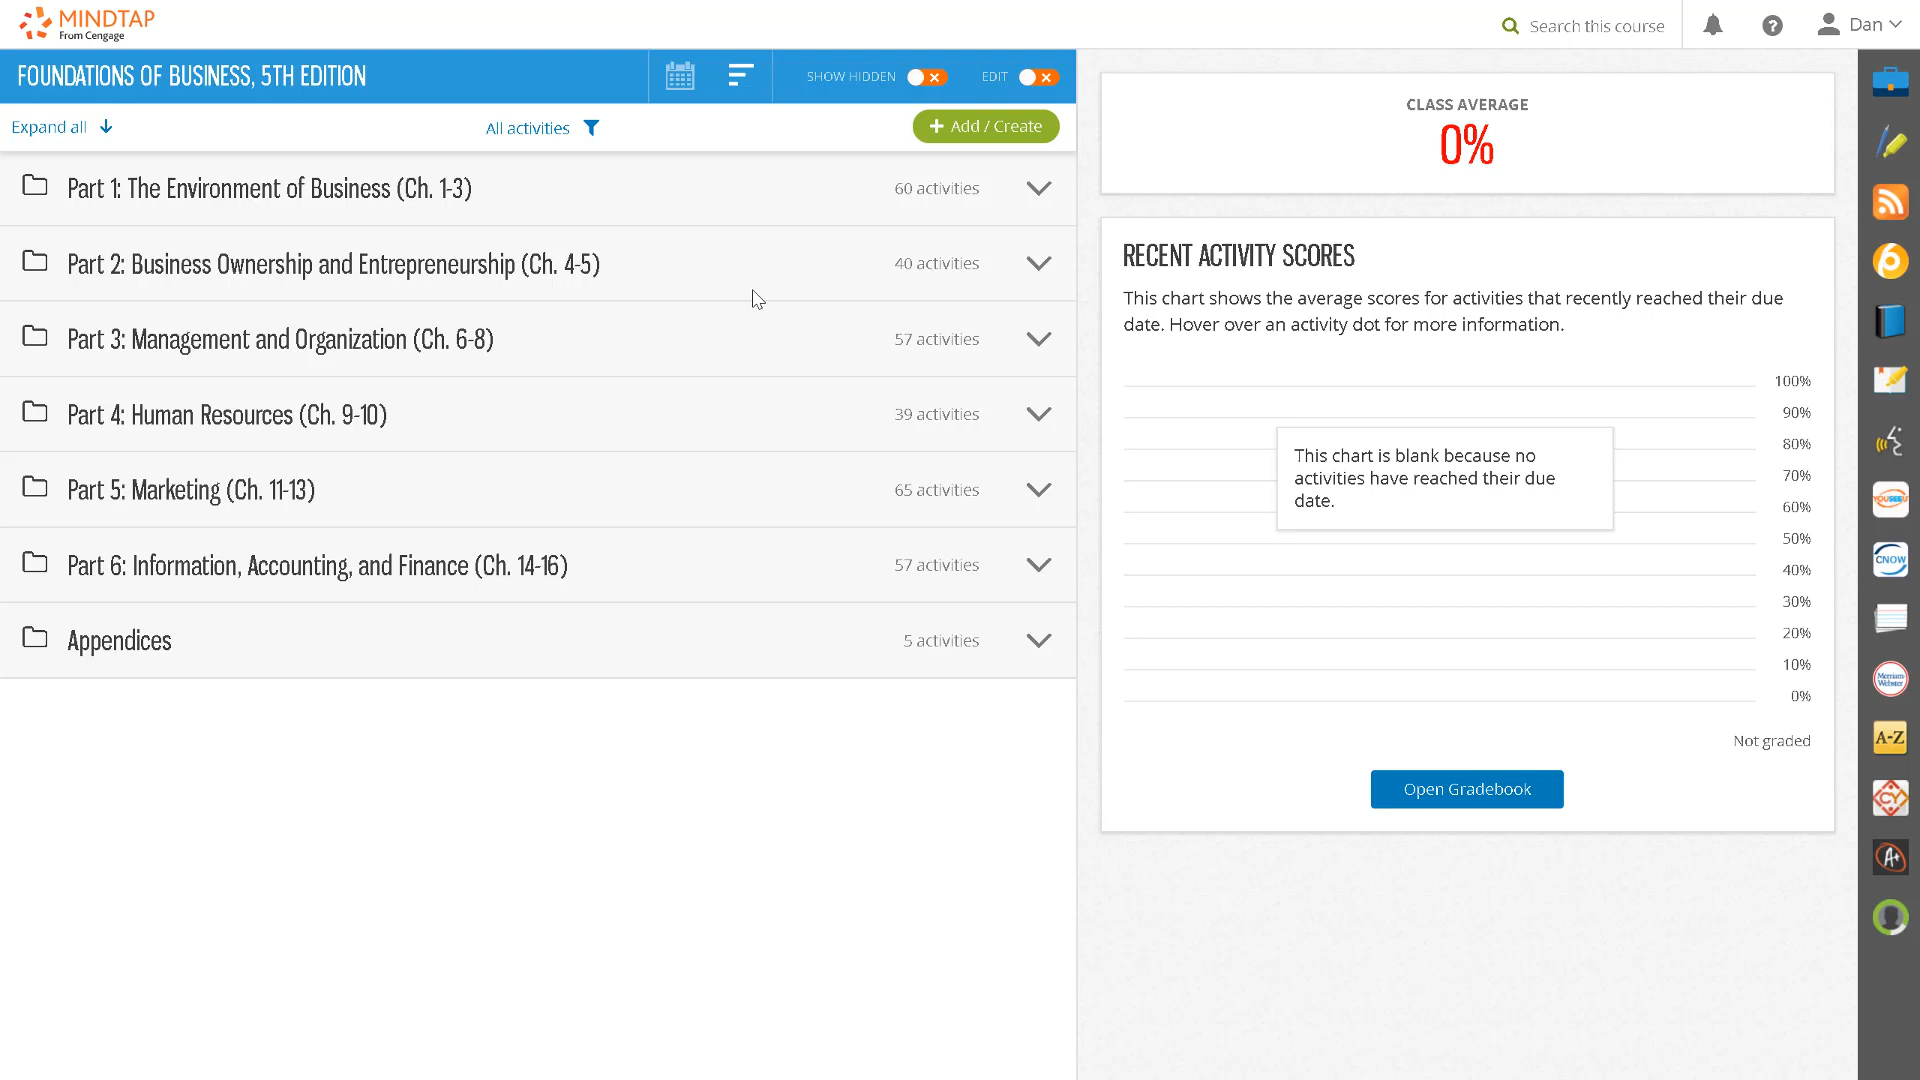 MINDTAP
From Cengage
Search this course
Dan
FOUNDATIONS OF BUSINESS, 5TH EDITION
SHOW HIDDEN
EDIT
Expand all
All activities
+ Add / Create
Part 1: The Environment of Business (Ch. 1-3)
60 activities
Part 2: Business Ownership and Entrepreneurship (Ch. 4-5)
40 activities
Part 3: Management and Organization (Ch. 6-8)
57 activities
Part 4: Human Resources (Ch. 9-10)
39 activities
Part 5: Marketing (Ch. 11-13)
65 activities
Part 6: Information, Accounting, and Finance (Ch. 14-16)
57 activities
Appendices
5 activities
CLASS AVERAGE
0%
RECENT ACTIVITY SCORES
This chart shows the average scores for activities that recently reached their due
date. Hover over an activity dot for more information.
100%
90%
80%
70%
60%
50%
40%
30%
20%
10%
0%
This chart is blank because no
activities have reached their due
date.
Not graded
Open Gradebook
YOUSEEU
CNOW
Merriam-
Webster
A-Z
CY
A+